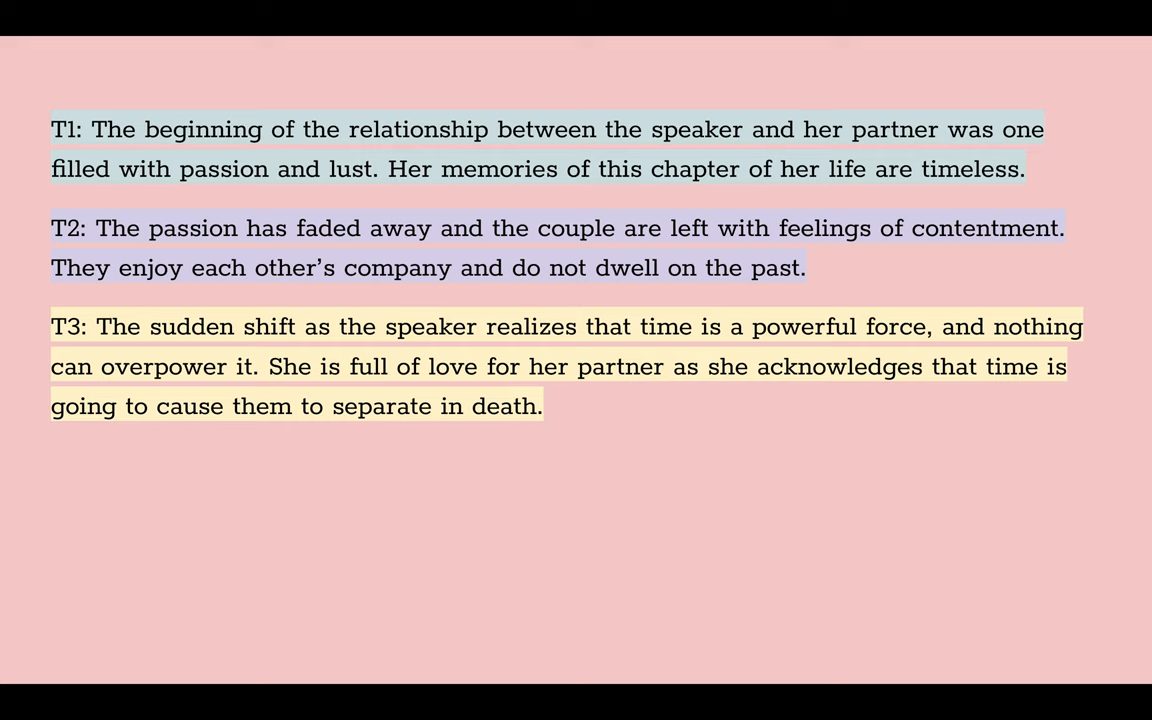 T1: The beginning of the relationship between the speaker and her partner was one
filled with passion and lust. Her memories of this chapter of her life are timeless.
T2: The passion has faded away and the couple are left with feelings of contentment.
They enjoy each other’s company and do not dwell on the past.
T3: The sudden shift as the speaker realizes that time is a powerful force, and nothing
can overpower it. She is full of love for her partner as she acknowledges that time is
going to cause them to separate in death.